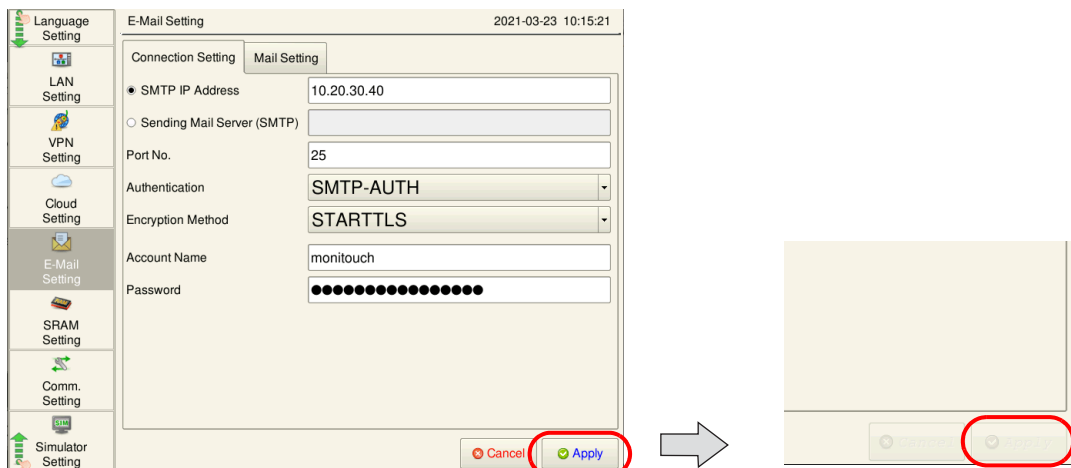 Language
Setting
LAN
Setting
VPN
Setting
Cloud
Setting
E-Mail
Setting
SRAM
Setting
Comm.
Setting
SIM
Simulator
Setting
E-Mail Setting
2021-03-23 10:15:21
Connection Setting
Mail Setting
SMTP IP Address
10.20.30.40
Sending Mail Server (SMTP)
Port No.
25
Authentication
SMTP-AUTH
Encryption Method
STARTTLS
Account Name
monitouch
Password
●●●●●●●●●●●●●●●●
Cancel
Apply
Cancel
Apply